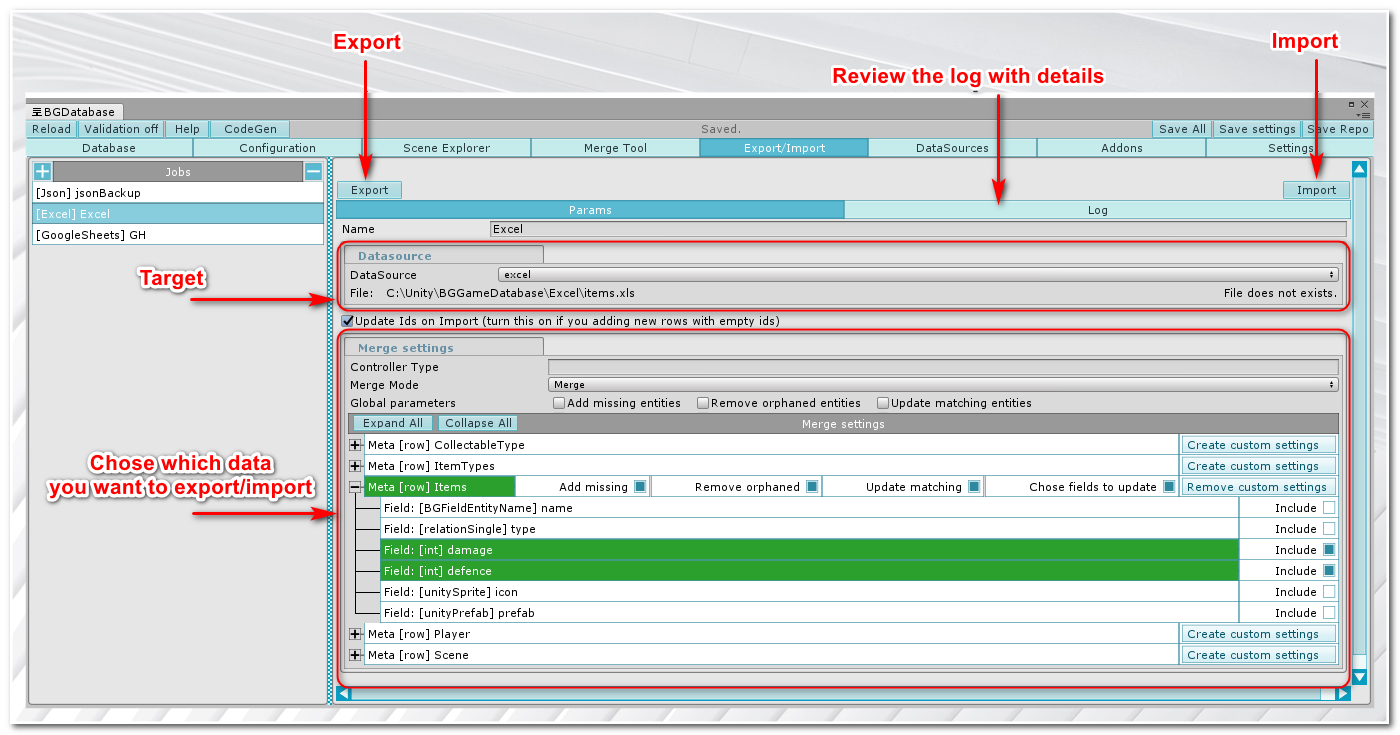 Export
Import
Review the log with details
BGDatabase
Reload Validation off Help CodeGen Saved. Save All Save settings Save Repo
Database Configuration Scene Explorer Merge Tool Export/Import DataSources Addons Settings
Jobs
[Json] jsonBackup
[Excel] Excel
[GoogleSheets] GH
Export Import
Params Log
Name Excel
Datasource
DataSource excel
File: C:\Unity\BGGameDatabase\Excel\items.xls File does not exists.
Target
Update Ids on Import (turn this on if you adding new rows with empty ids)
Merge settings
Controller Type
Merge Mode Merge
Global parameters Add missing entities Remove orphaned entities Update matching entities
Expand All Collapse All Merge settings
Meta [row] CollectableType Create custom settings
Meta [row] ItemTypes Create custom settings
Chose which data
you want to export/import
Meta [row] Items Add missing Remove orphaned Update matching Chose fields to update Remove custom settings
Field: [BGFieldEntityName] name Include
Field: [relationSingle] type Include
Field: [int] damage Include
Field: [int] defence Include
Field: [unitySprite] icon Include
Field: [unityPrefab] prefab Include
Meta [row] Player Create custom settings
Meta [row] Scene Create custom settings